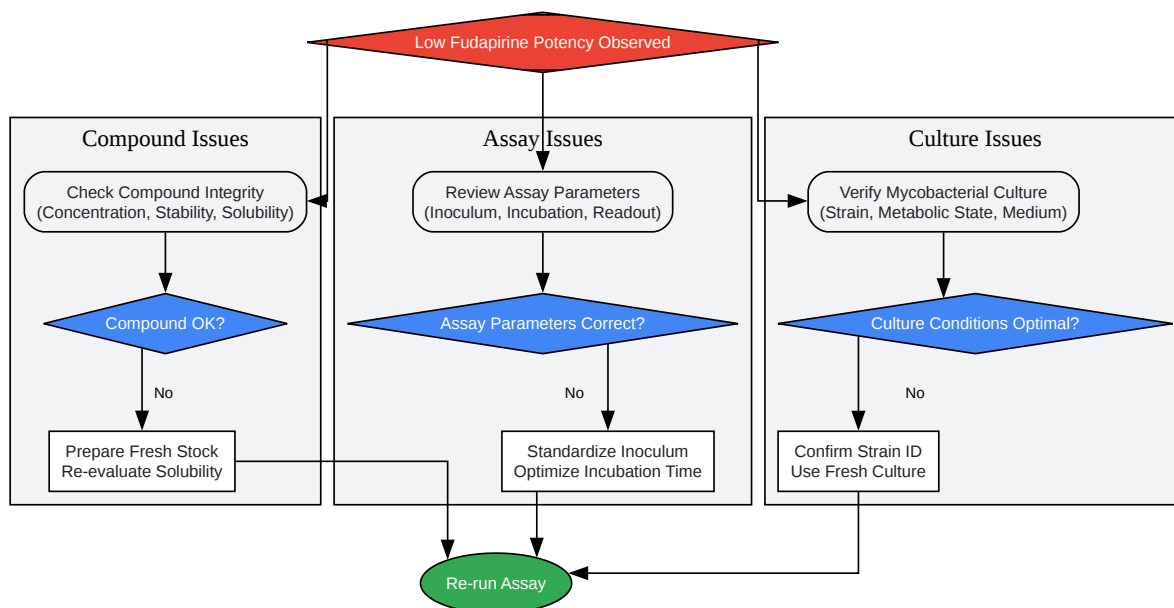 Low Fudapirine Potency Observed
Compound Issues
Check Compound Integrity
(Concentration, Stability, Solubility)
Compound OK?
No
Prepare Fresh Stock
Re-evaluate Solubility
Assay Issues
Review Assay Parameters
(Inoculum, Incubation, Readout)
Assay Parameters Correct?
No
Standardize Inoculum
Optimize Incubation Time
Culture Issues
Verify Mycobacterial Culture
(Strain, Metabolic State, Medium)
Culture Conditions Optimal?
No
Confirm Strain ID
Use Fresh Culture
Re-run Assay